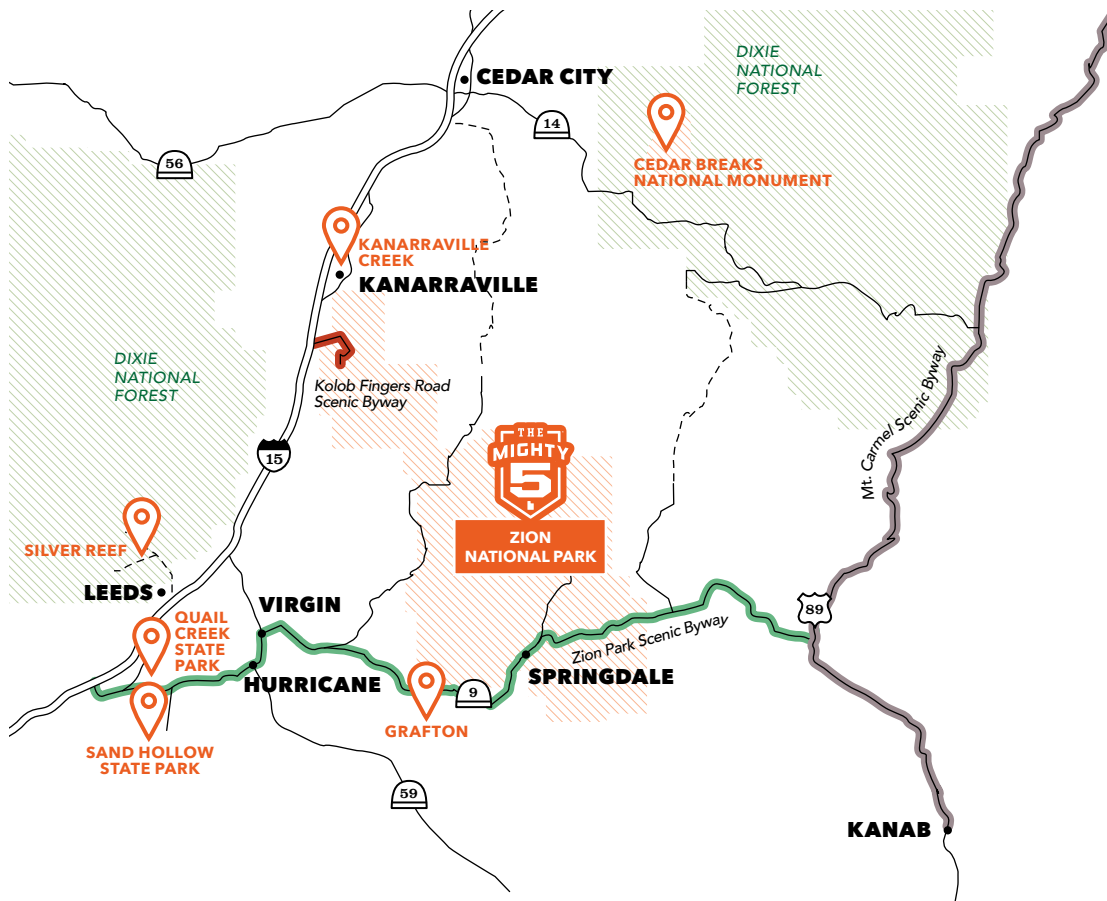 CEDAR CITY
DIXIE
NATIONAL
FOREST
14
56
CEDAR BREAKS
NATIONAL MONUMENT
KANARRAVILLE
CREEK
KANARRAVILLE
DIXIE
NATIONAL
FOREST
Kolob Fingers Road
Scenic Byway
Mt. Carmel Scenic Byway
15
THE
MIGHTY
5
ZION
NATIONAL PARK
SILVER REEF
LEEDS
VIRGIN
89
QUAIL
CREEK
STATE
PARK
Zion Park Scenic Byway
HURRICANE
SPRINGDALE
9
GRAFTON
SAND HOLLOW
STATE PARK
59
KANAB